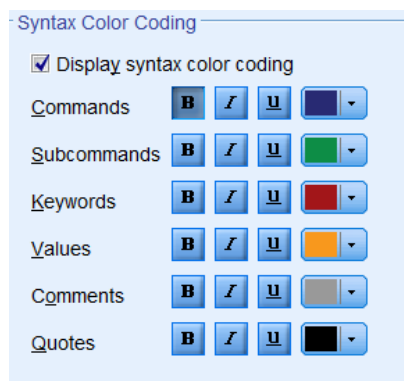 Syntax Color Coding
Display syntax color coding
Commands B I u
Subcommands B I u
Keywords B I u
Values B I u
Comments B I u
Quotes B I u